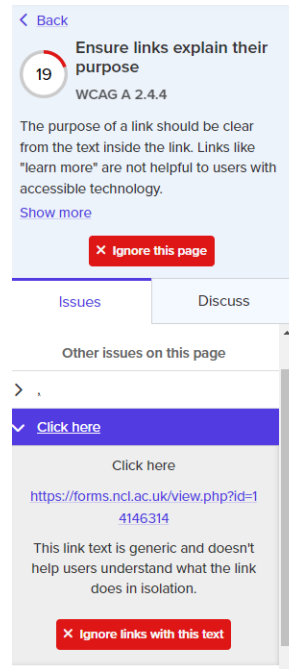 Back
Ensure links explain their
purpose
19
WCAG A 2.4.4
The purpose of a link should be clear
from the text inside the link. Links like
"learn more" are not helpful to users with
accessible technology.
Show more
× Ignore this page
Issues
Discuss
Other issues on this page
,
Click here
Click here
https://forms.ncl.ac.uk/view.php?id=1
4146314
This link text is generic and doesn't
help users understand what the link
does in isolation.
× Ignore links with this text